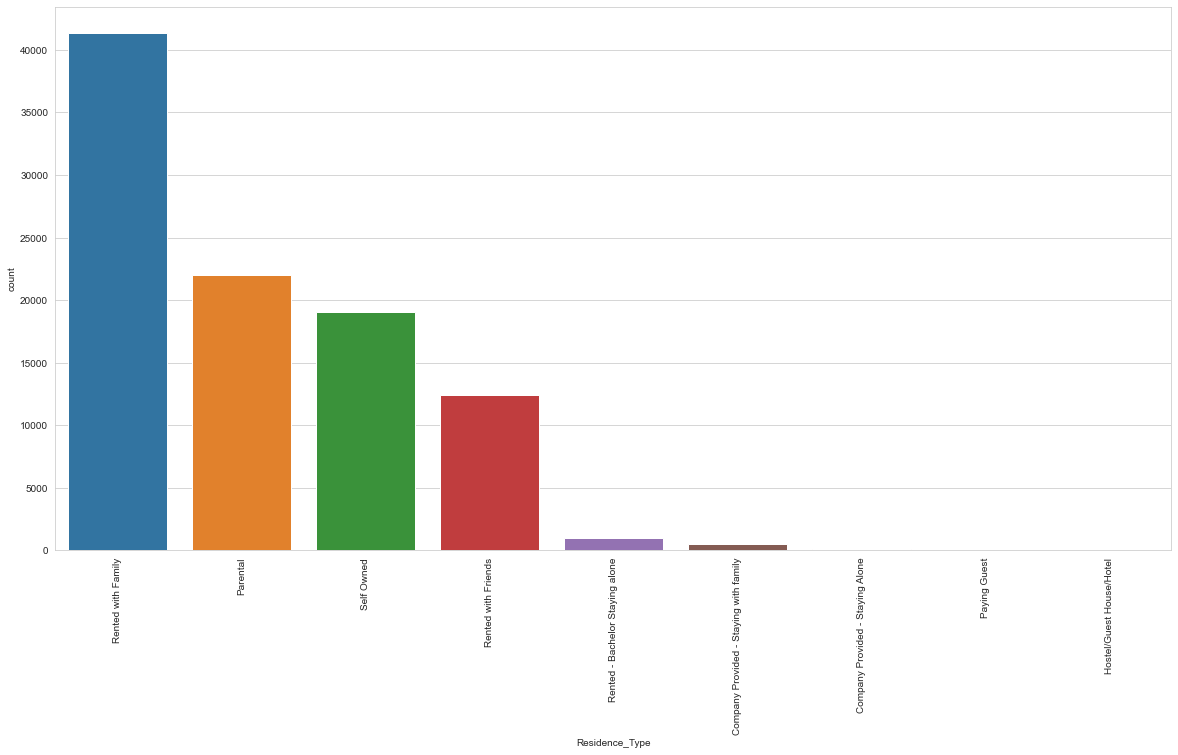 40000
35000
30000
25000
20000
15000
10000
5000
0
count
Rented with Family
Parental
Self Owned
Rented with Friends
Rented - Bachelor Staying alone
Company Provided - Staying with family
Company Provided - Staying Alone
Paying Guest
Hostel/Guest House/Hotel
Residence_Type